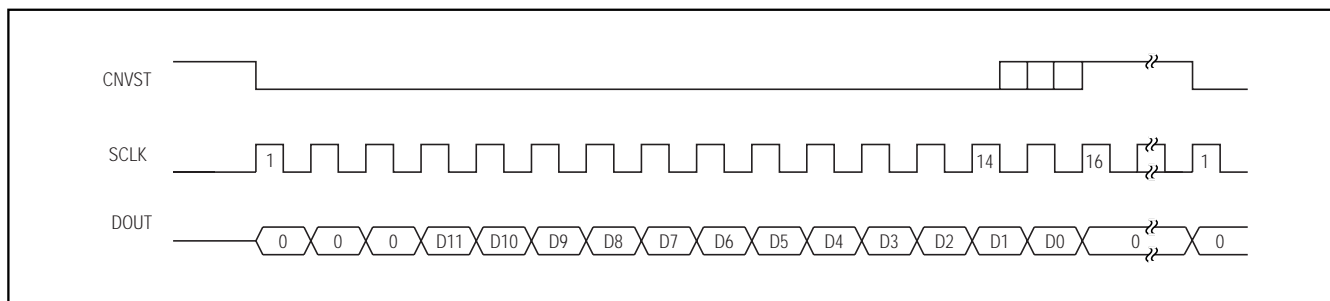 CNVST
SCLK 1 14 16 1
DOUT 0 0 0 D11 D10 D9 D8 D7 D6 D5 D4 D3 D2 D1 D0 0 0